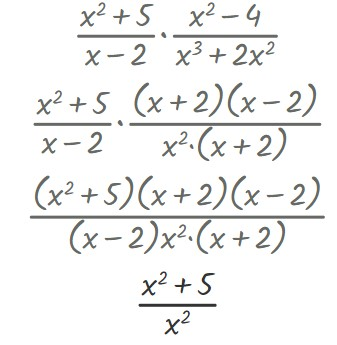 (x² + 5)/(x − 2) · (x² − 4)/(x³ + 2x²)
(x² + 5)/(x − 2) · ((x + 2)(x − 2))/(x²·(x + 2))
((x² + 5)(x + 2)(x − 2))/((x − 2)x²·(x + 2))
(x² + 5)/x²